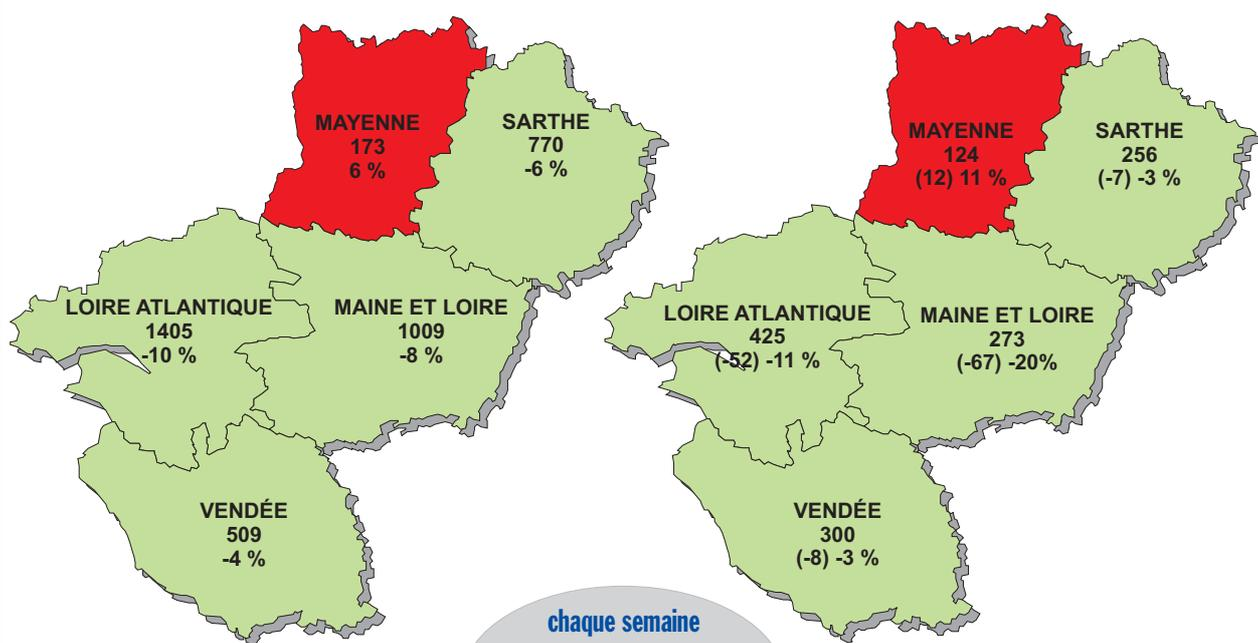 MAYENNE
173
6 %
SARTHE
770
-6 %
LOIRE ATLANTIQUE
1405
-10 %
MAINE ET LOIRE
1009
-8 %
VENDÉE
509
-4 %
MAYENNE
124
(12) 11 %
SARTHE
256
(-7) -3 %
LOIRE ATLANTIQUE
425
(-52) -11 %
MAINE ET LOIRE
273
(-67) -20%
VENDÉE
300
(-8) -3 %
chaque semaine